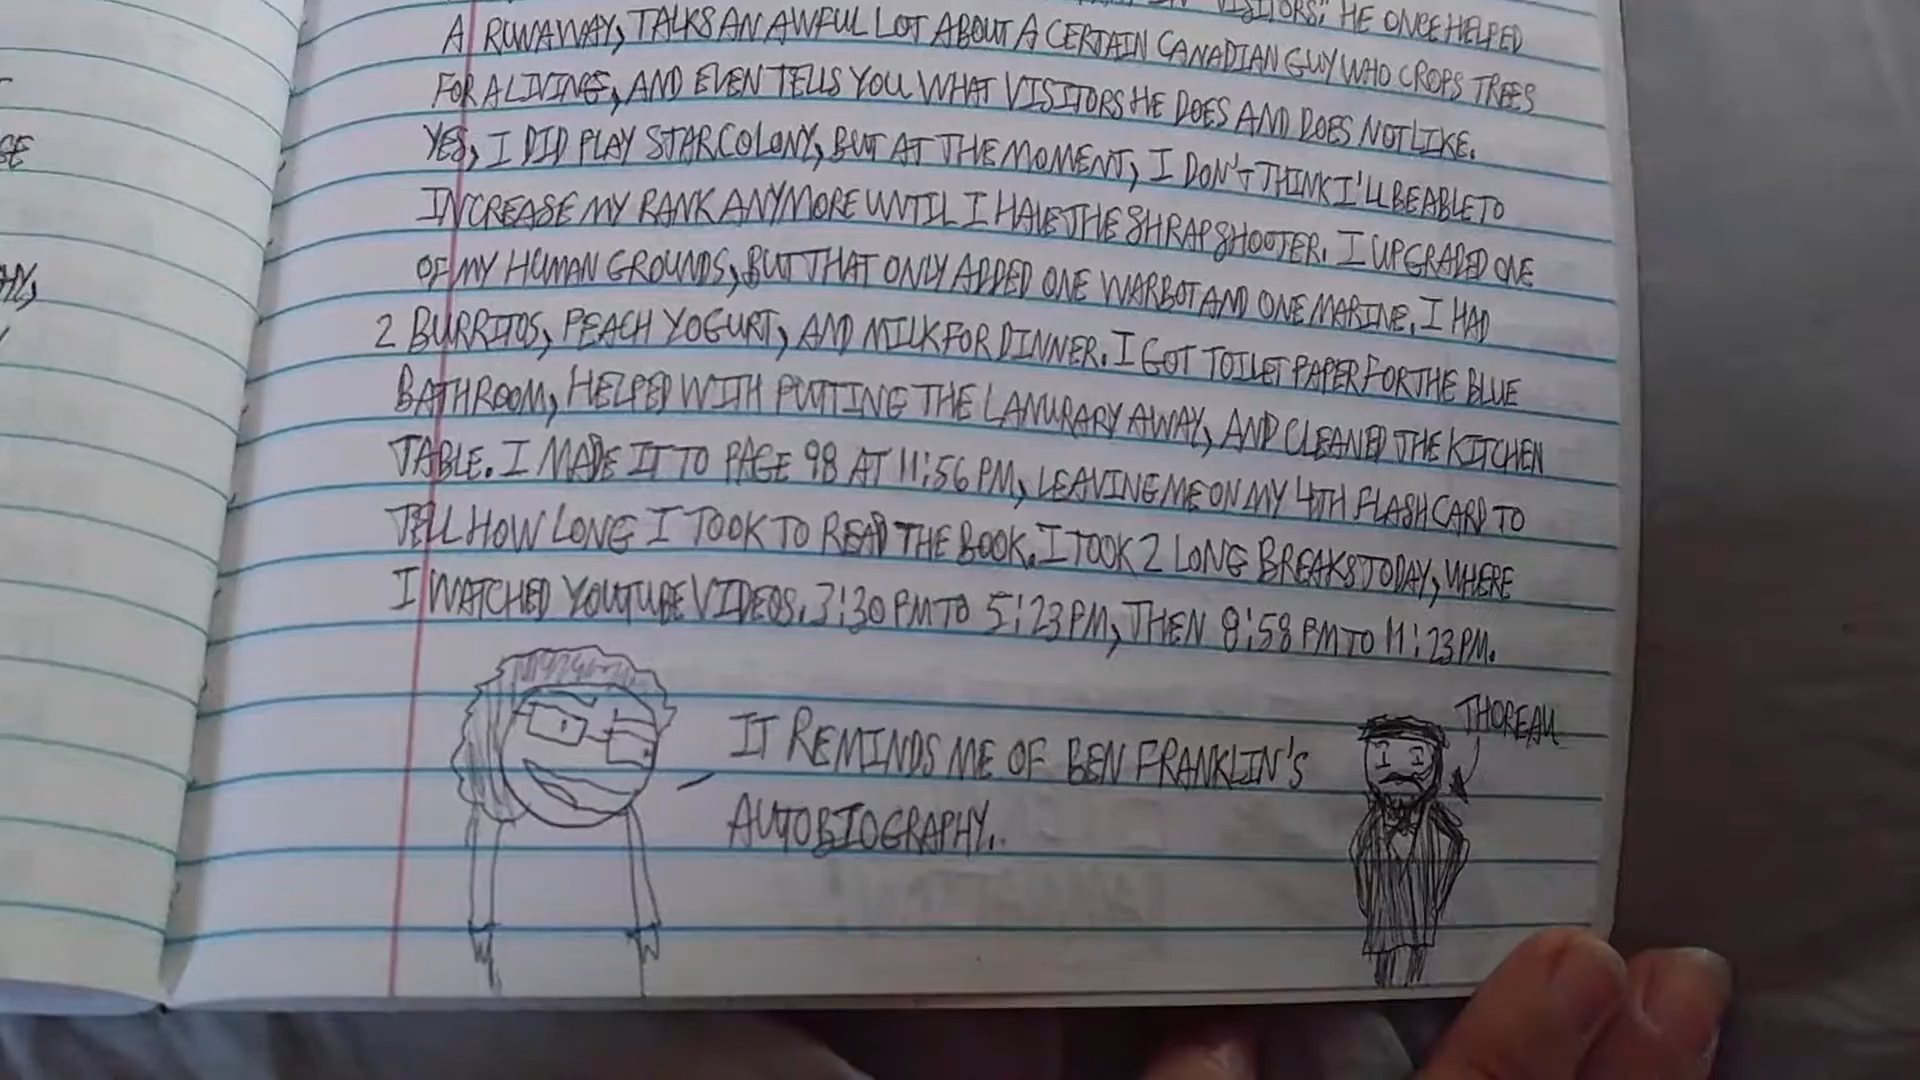 VISITORS," HE ONCE HELPED
A RUNAWAY, TALKS AN AWFUL LOT ABOUT A CERTAIN CANADIAN GUY WHO CROPS TREES
FOR A LIVING, AND EVEN TELLS YOU WHAT VISITORS HE DOES AND DOES NOT LIKE.
YES, I DID PLAY STAR COLONY, BUT AT THE MOMENT, I DON'T THINK I'LL BE ABLE TO
INCREASE MY RANK ANYMORE UNTIL I HAVE THE SHRAPSHOOTER. I UPGRADED ONE
OF MY HUMAN GROUNDS, BUT THAT ONLY ADDED ONE WARBOT AND ONE MARINE. I HAD
2 BURRITOS, PEACH YOGURT, AND MILK FOR DINNER. I GOT TOILET PAPER FOR THE BLUE
BATHROOM, HELPED WITH PUTTING THE LANURARY AWAY, AND CLEANED THE KITCHEN
TABLE. I MADE IT TO PAGE 98 AT 11:56 PM, LEAVING ME ON MY 4TH FLASHCARD TO
TELL HOW LONG I TOOK TO READ THE BOOK. I TOOK 2 LONG BREAKS TODAY, WHERE
I WATCHED YOUTUBE VIDEOS. 3:30 PM TO 5:23 PM, THEN 8:58 PM TO 11:23 PM.
THOREAU
IT REMINDS ME OF BEN FRANKLIN'S
AUTOBIOGRAPHY.